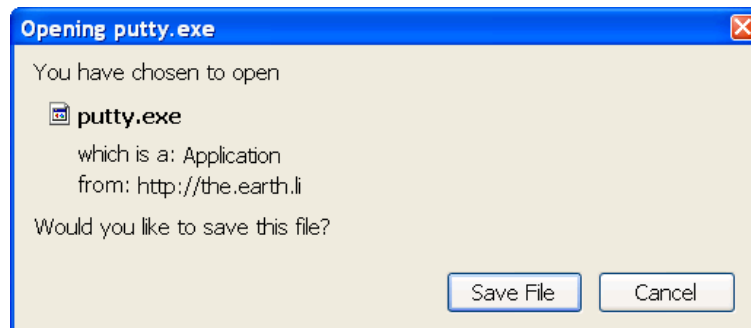 Opening putty.exe
You have chosen to open
putty.exe
which is a: Application
from: http://the.earth.li
Would you like to save this file?
Save File Cancel